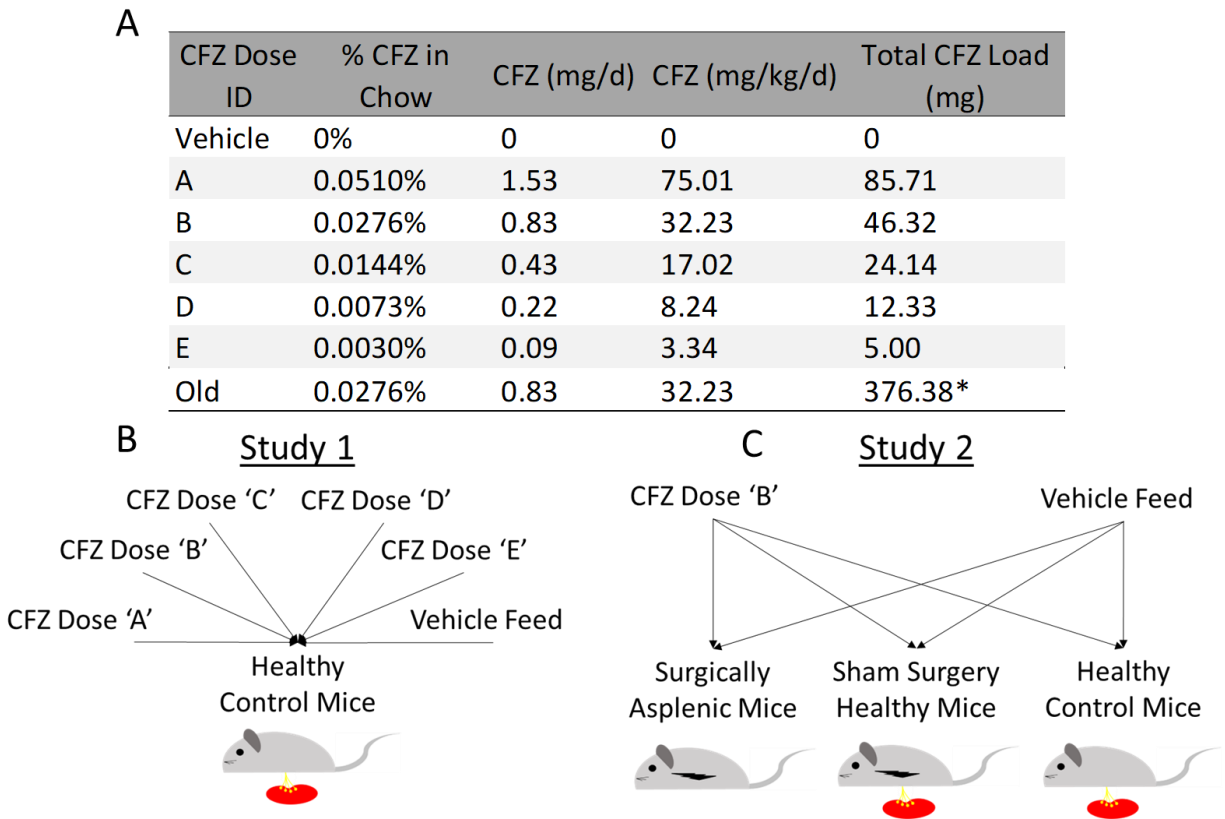 A
CFZ Dose ID % CFZ in Chow CFZ (mg/d) CFZ (mg/kg/d) Total CFZ Load (mg)
Vehicle 0% 0 0 0
A 0.0510% 1.53 75.01 85.71
B 0.0276% 0.83 32.23 46.32
C 0.0144% 0.43 17.02 24.14
D 0.0073% 0.22 8.24 12.33
E 0.0030% 0.09 3.34 5.00
Old 0.0276% 0.83 32.23 376.38*
B
Study 1
CFZ Dose ‘C’ CFZ Dose ‘D’
CFZ Dose ‘B’ CFZ Dose ‘E’
CFZ Dose ‘A’ Vehicle Feed
Healthy
Control Mice
C
Study 2
CFZ Dose ‘B’ Vehicle Feed
Surgically Sham Surgery Healthy
Asplenic Mice Healthy Mice Control Mice